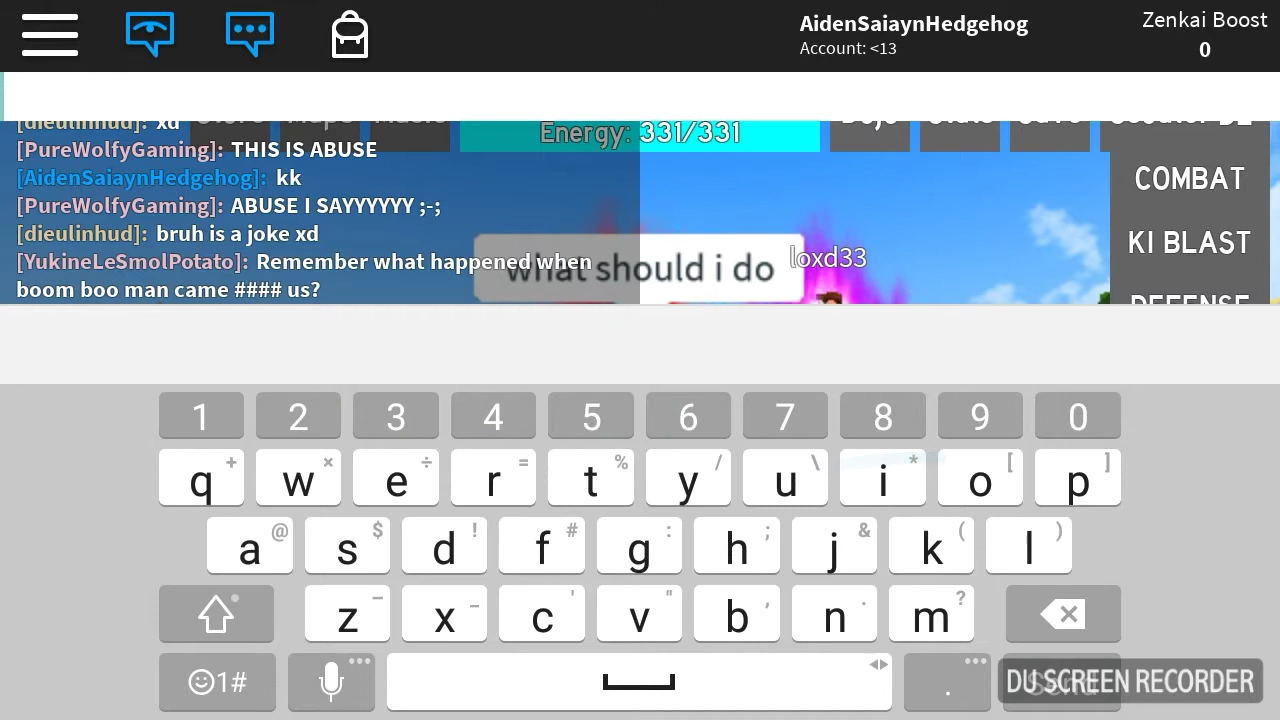 AidenSaiaynHedgehog
Account: <13
Zenkai Boost
0
[dieulinhud]: xd
Energy: 331/331
[PureWolfyGaming]: THIS IS ABUSE
[AidenSaiaynHedgehog]: kk
[PureWolfyGaming]: ABUSE I SAYYYYYY ;-;
[dieulinhud]: bruh is a joke xd
[YukineLeSmolPotato]: Remember what happened when
boom boo man came #### us?
what should i do
loxd33
COMBAT
KI BLAST
DEFENSE
1 2 3 4 5 6 7 8 9 0
q + w × e ÷ r = t % y / u \ i * o [ p ]
a @ s $ d ! f # g : h ; j & k ( l )
z – x _ c ' v " b , n . m ?
1# .
DU SCREEN RECORDER